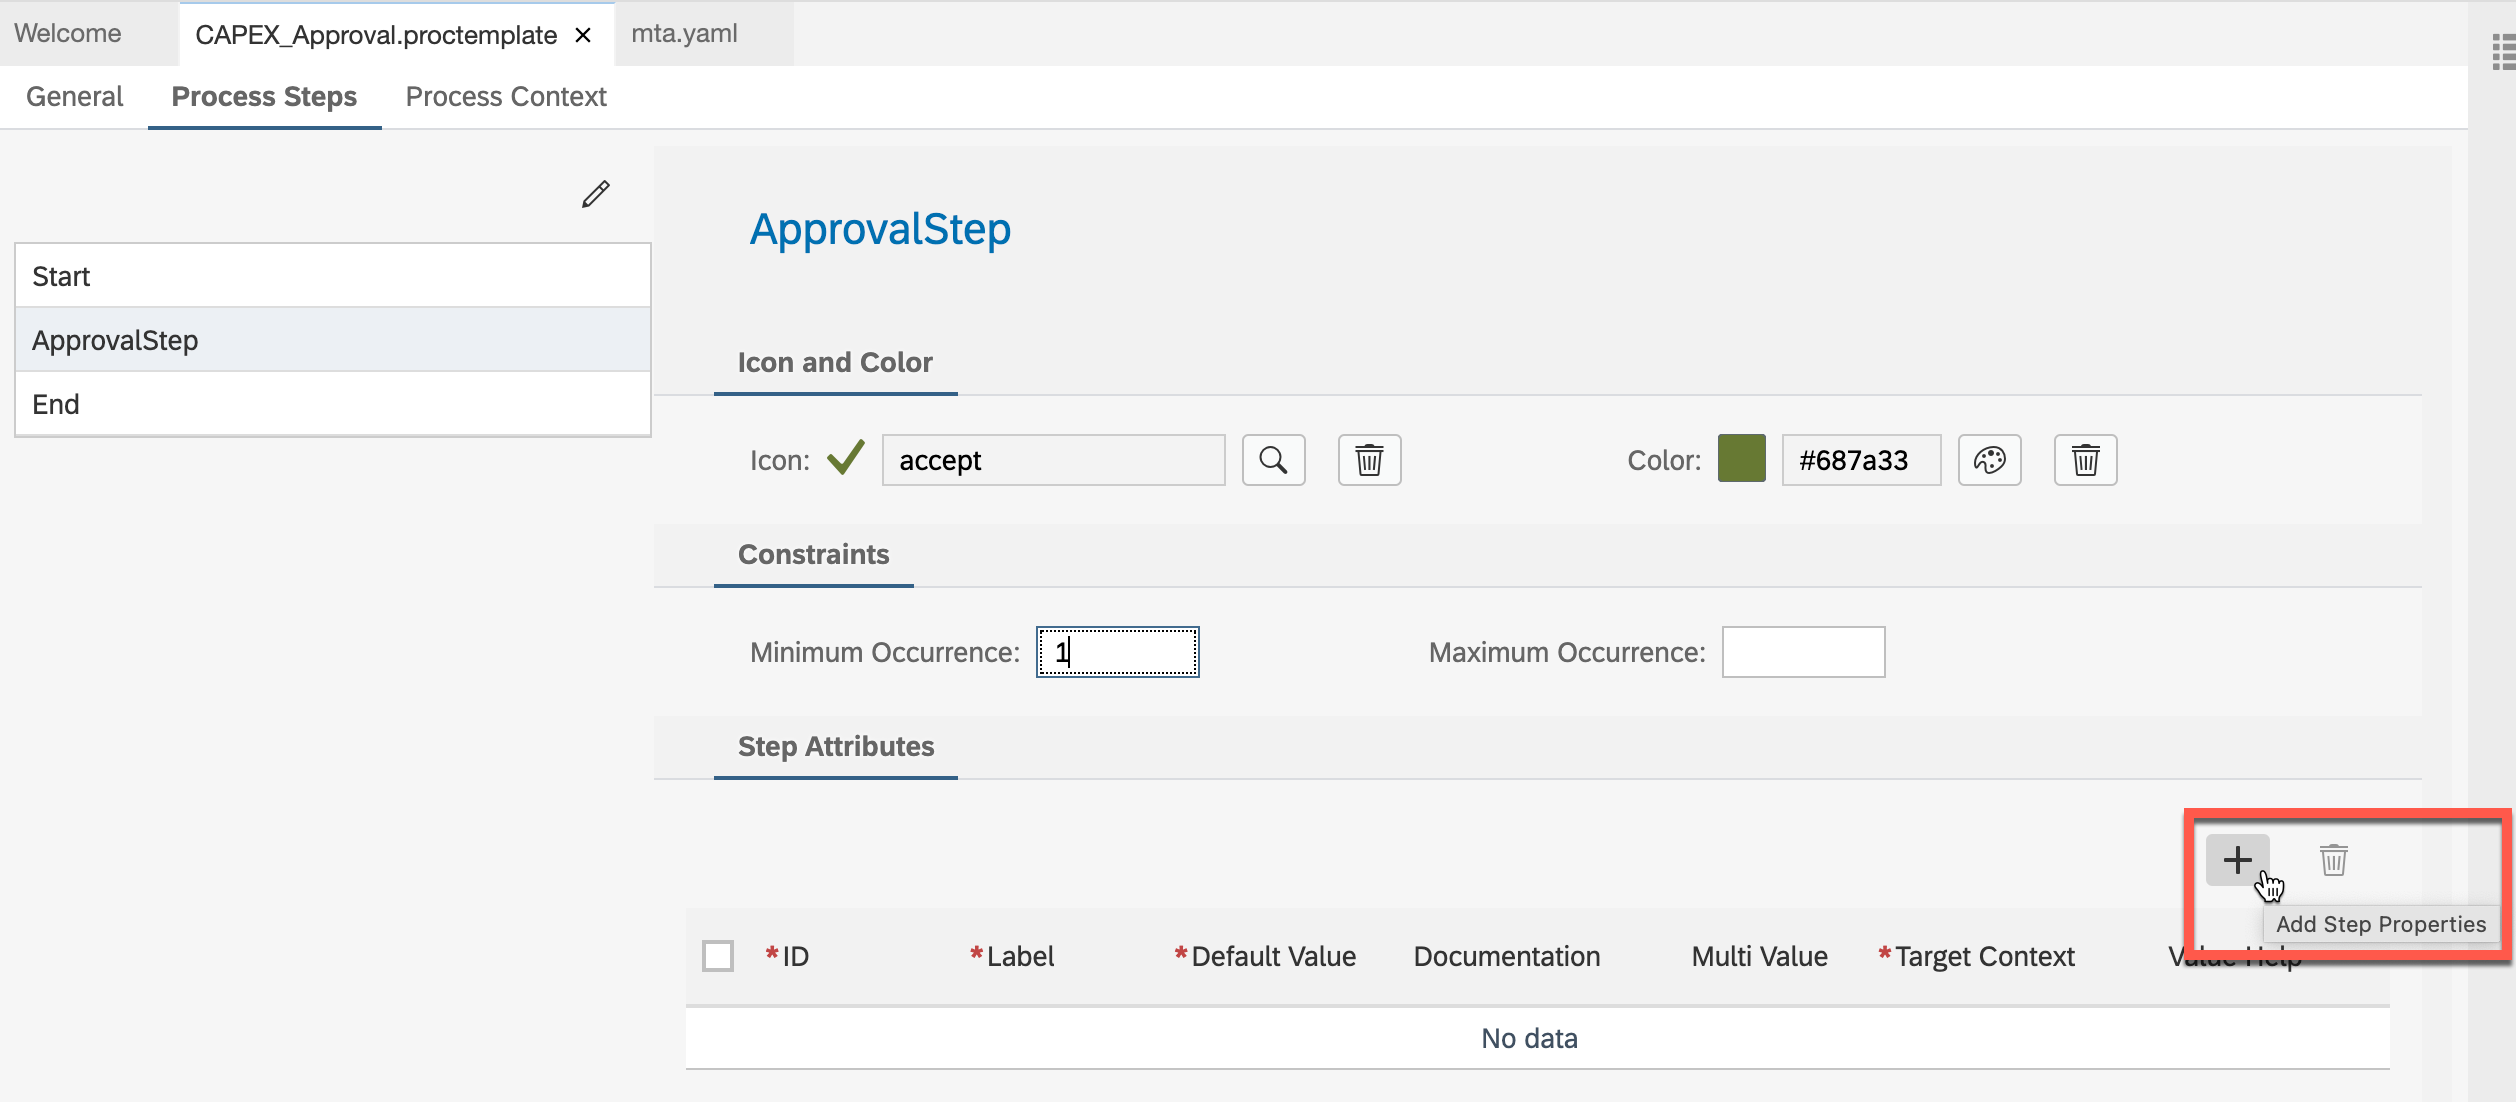 Welcome CAPEX_Approval.proctemplate × mta.yaml
General Process Steps Process Context
ApprovalStep
Start
ApprovalStep
End
Icon and Color
Icon: accept Color: #687a33
Constraints
Minimum Occurrence: 1 Maximum Occurrence:
Step Attributes
Add Step Properties
*ID *Label *Default Value Documentation Multi Value *Target Context Value Help
No data